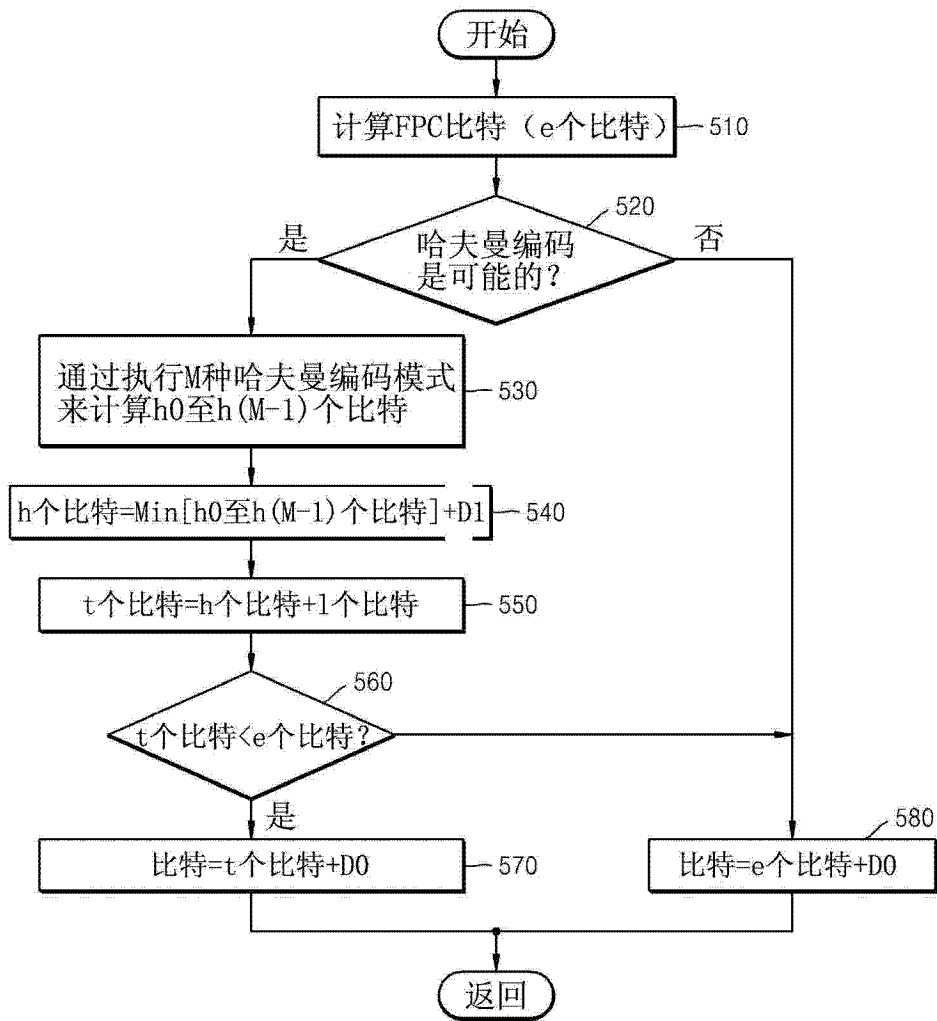 开始
计算FPC比特（e个比特）
510
520
哈夫曼编码
是可能的？
是
否
通过执行M种哈夫曼编码模式
来计算h0至h(M-1)个比特
530
h个比特=Min[h0至h(M-1)个比特]+D1
540
t个比特=h个比特+1个比特
550
560
t个比特<e个比特？
是
比特=t个比特+D0
570
580
比特=e个比特+D0
返回